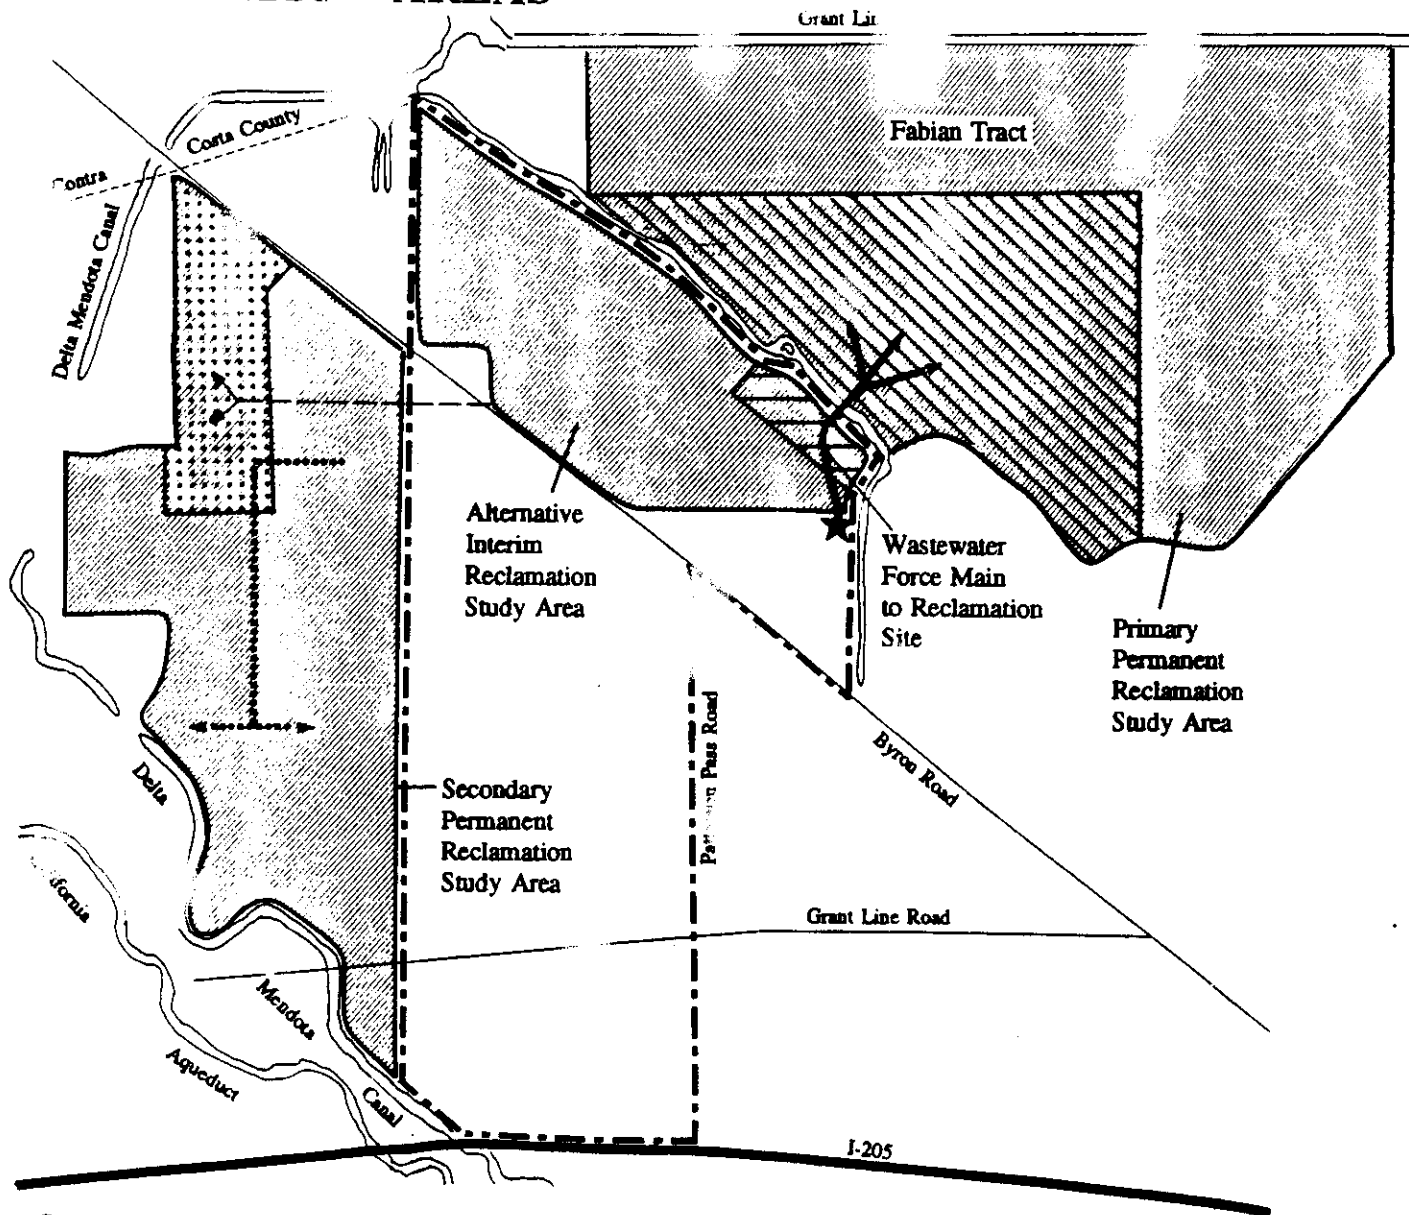 AREAS
Grant
Fabian Tract
Costa County
Contra
Delta Mendota Canal
Alternative
Interim
Reclamation
Study Area
Wastewater
Force Main
to Reclamation
Site
Primary
Permanent
Reclamation
Study Area
Pass Road
Byron Road
Delta
Secondary
Permanent
Reclamation
Study Area
Grant Line Road
Mendota
Aqueduct
Canal
I-205